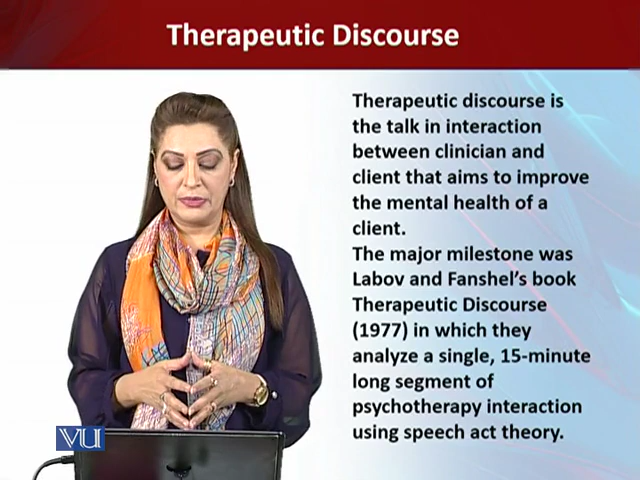 Therapeutic Discourse
Therapeutic discourse is
the talk in interaction
between clinician and
client that aims to improve
the mental health of a
client.
The major milestone was
Labov and Fanshel's book
Therapeutic Discourse
(1977) in which they
analyze a single, 15-minute
long segment of
psychotherapy interaction
using speech act theory.
VU